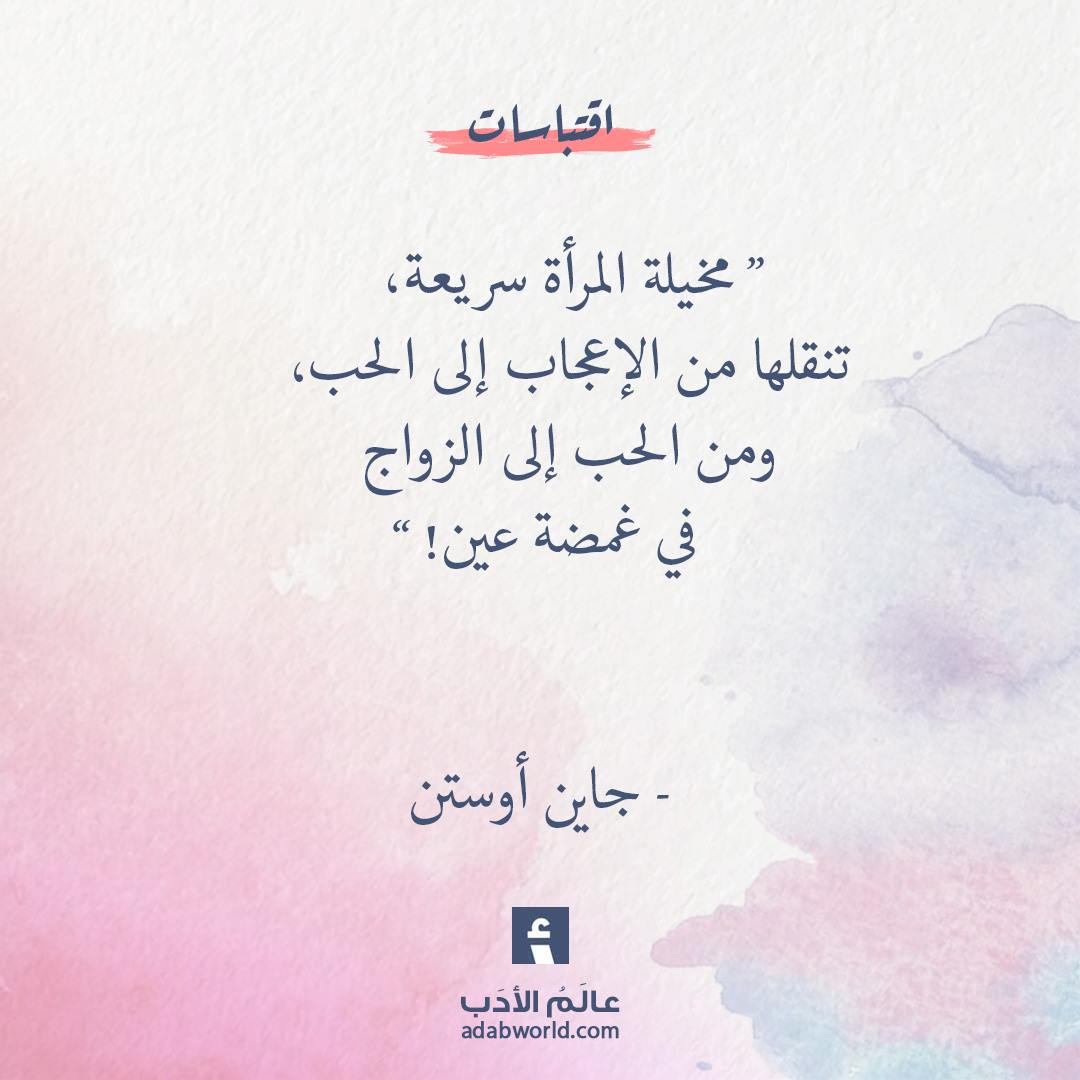 اقتباسات
” مخيلة المرأة سريعة،
تنقلها من الإعجاب إلى الحب،
ومن الحب إلى الزواج
في غمضة عين! “
- جاين أوستن
أ
عالَمُ الأدَب
adabworld.com